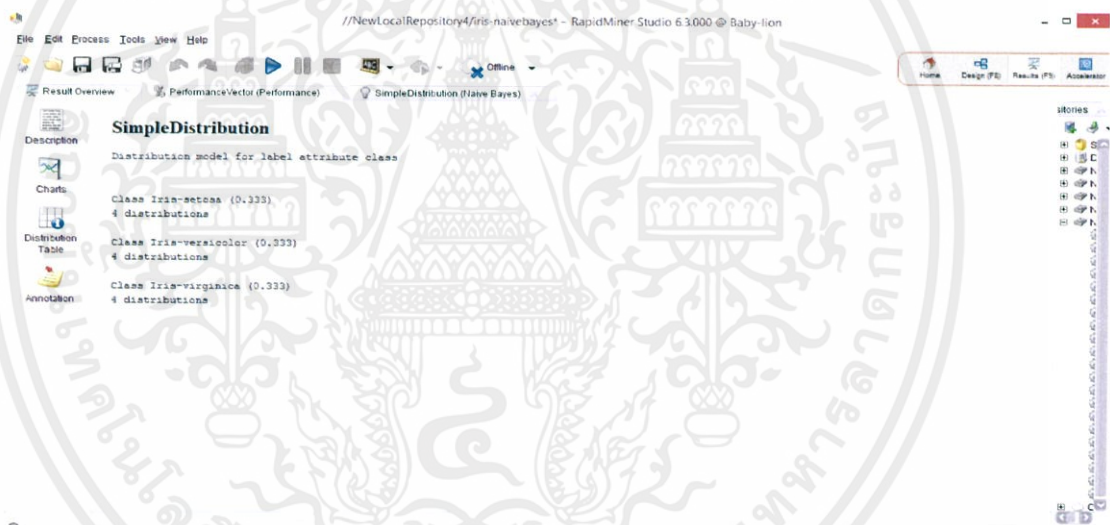 //NewLocalRepository4/iris-naivebayes* – RapidMiner Studio 6.3.000 @ Baby-lion
File Edit Process Tools View Help
Offline
Home Design (F8) Results (F9) Accelerator
Result Overview PerformanceVector (Performance) SimpleDistribution (Naive Bayes)
sitories
Description
Charts
Distribution
Table
Annotation
SimpleDistribution
Distribution model for label attribute class
Class Iris-setosa (0.333)
4 distributions
Class Iris-versicolor (0.333)
4 distributions
Class Iris-virginica (0.333)
4 distributions
S
D
N
N
N
N
N
C